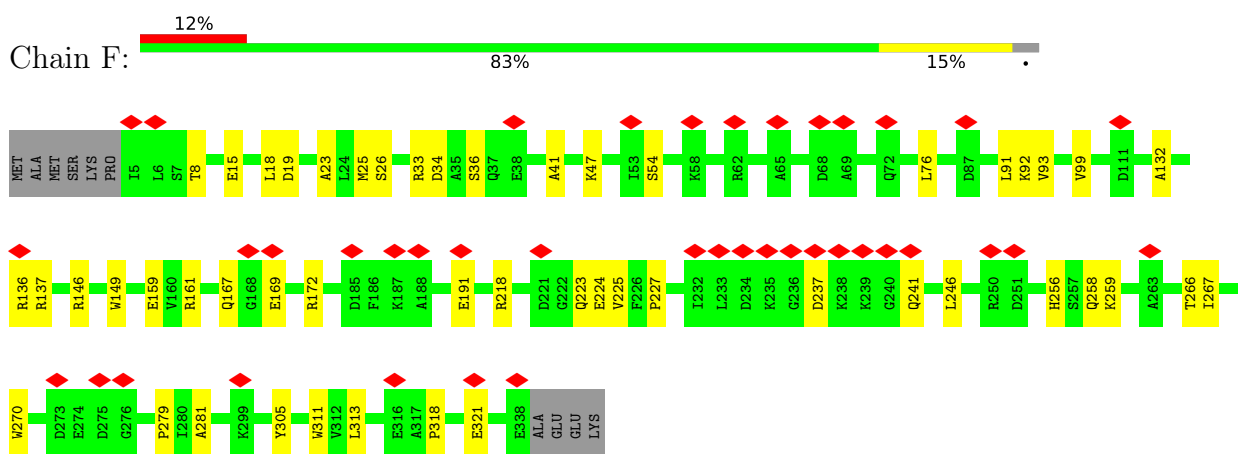 12%
Chain F:
83% 15% •
MET ALA MET SER LYS PRO I5 L6 S7 T8 E15 L18 D19 A23 L24 M25 S26 R33 D34 A35 S36 Q37 E38 A41 K47 I53 S54 K58 R62 A65 D68 A69 Q72 L76 D87 L91 K92 V93 V99 D111 A132
R136 R137 R146 W149 E159 V160 R161 Q167 G168 E169 R172 D185 F186 K187 A188 E191 R218 D221 G222 Q223 E224 V225 F226 P227 I232 L233 D234 K235 G236 D237 K238 K239 G240 Q241 L246 R250 D251 H256 S257 Q258 K259 A263 T266 I267
W270 D273 E274 D275 G276 P279 I280 A281 K299 Y305 W311 V312 L313 E316 A317 P318 E321 E338 ALA GLU GLU LYS